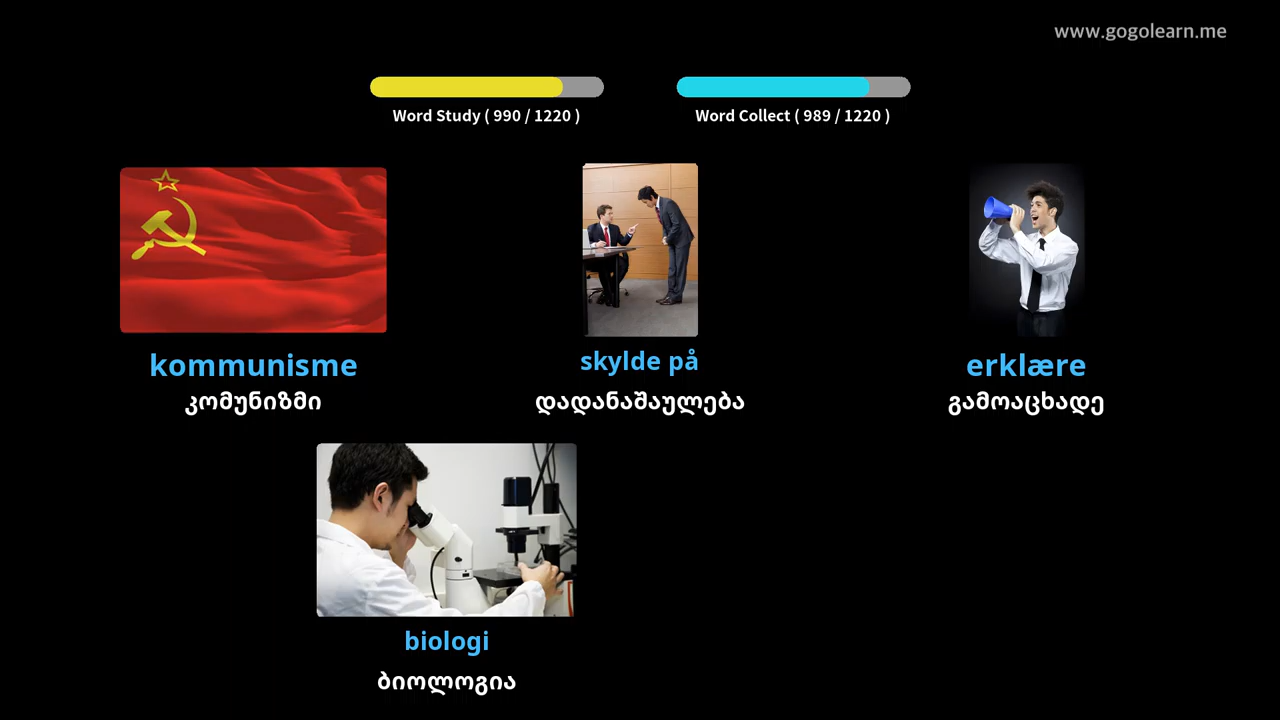 www.gogolearn.me
Word Study ( 990 / 1220 )
Word Collect ( 989 / 1220 )
kommunisme
კომუნიზმი
skylde på
დადანაშაულება
erklære
გამოაცხადე
biologi
ბიოლოგია